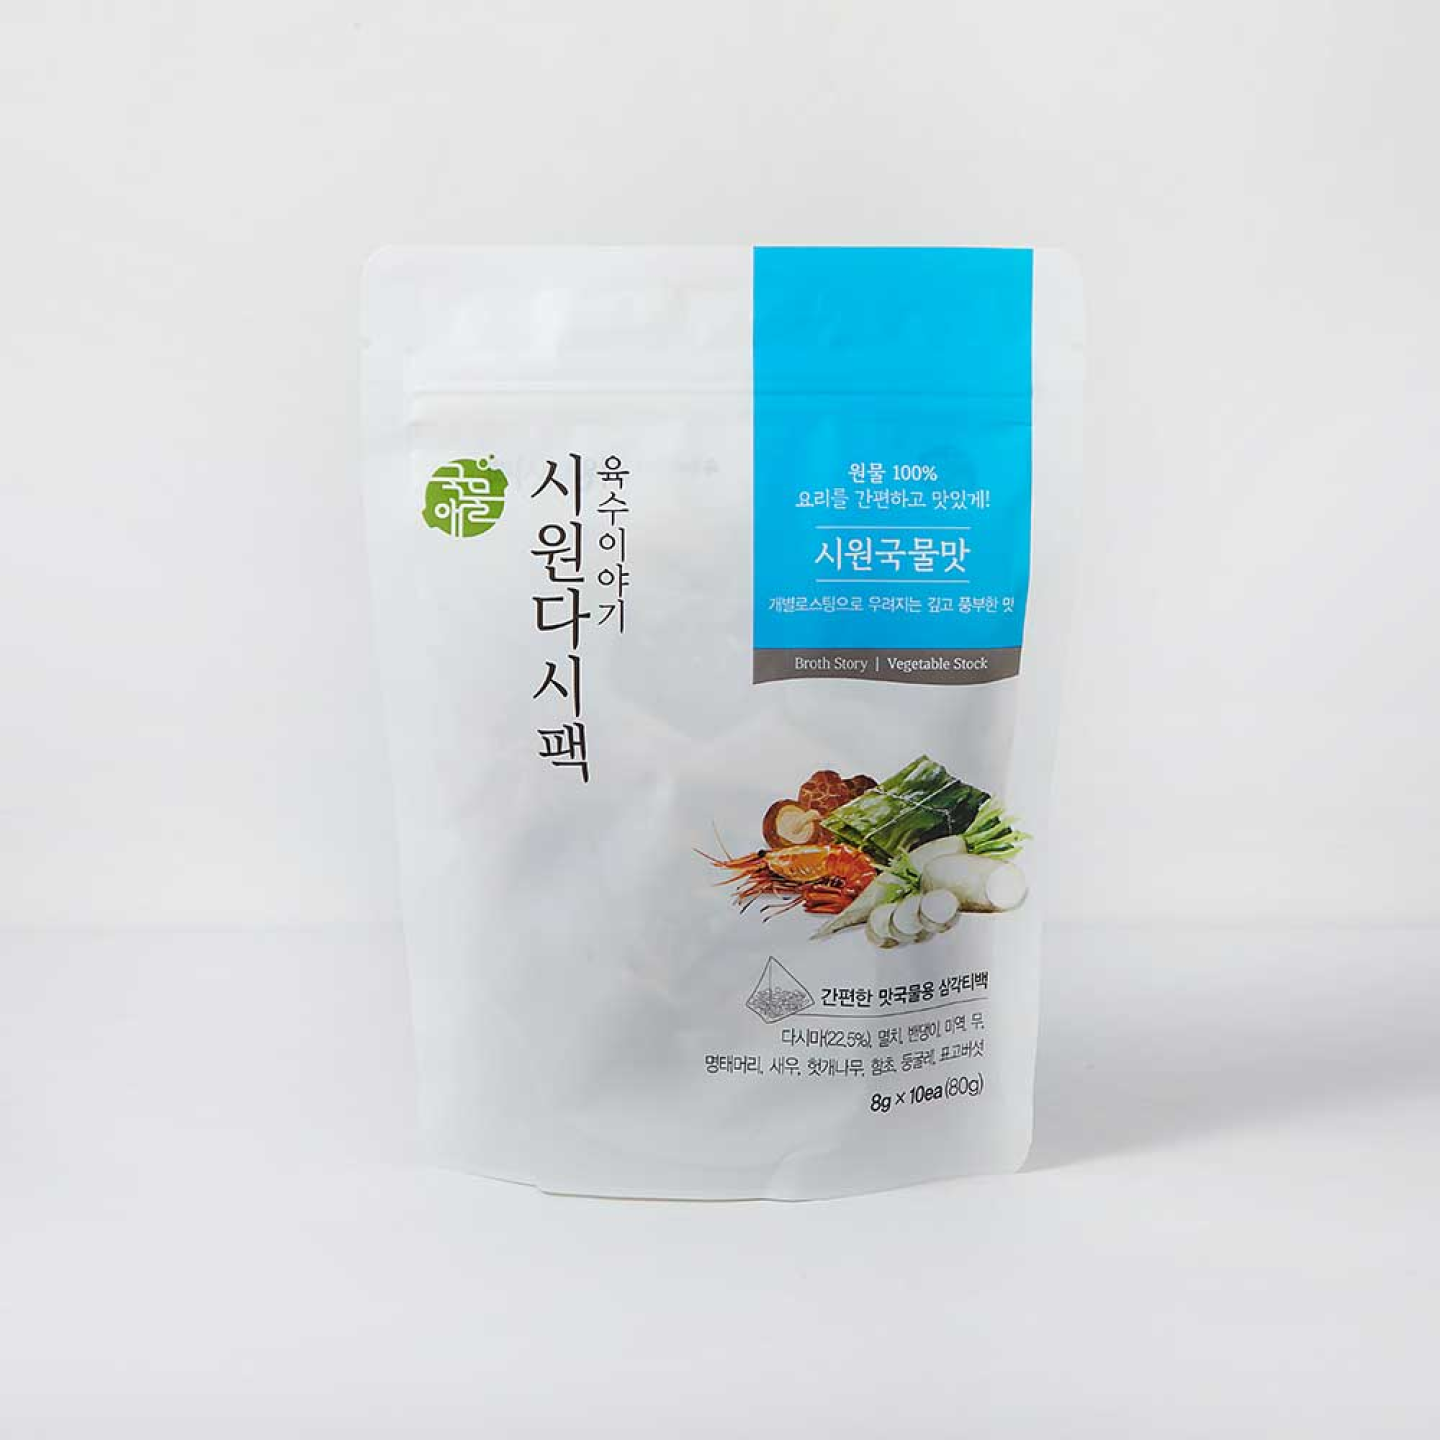 국물애
육수이야기
시원다시팩
원물 100%
요리를 간편하고 맛있게!
시원국물맛
개별로스팅으로 우려지는 깊고 풍부한 맛
Broth Story | Vegetable Stock
간편한 맛국물용 삼각티백
다시마(22.5%), 멸치, 밴댕이, 미역, 무,
명태머리, 새우, 헛개나무, 함초, 둥굴레, 표고버섯
8g × 10ea (80g)